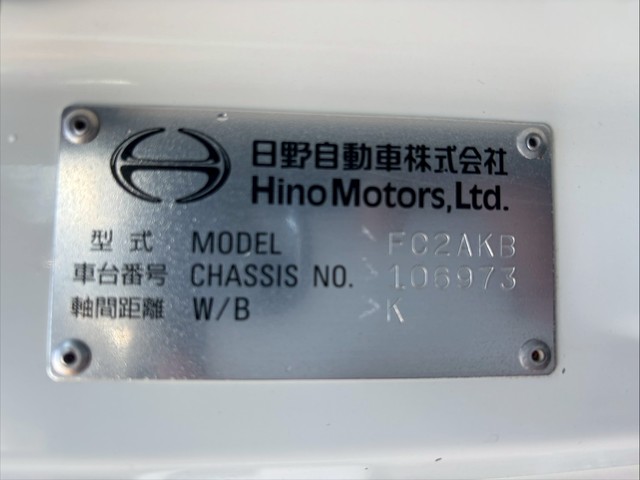 日野自動車株式会社
Hino Motors, Ltd.
型式 MODEL FC2AKB
車台番号 CHASSIS NO. 106973
軸間距離 W/B K